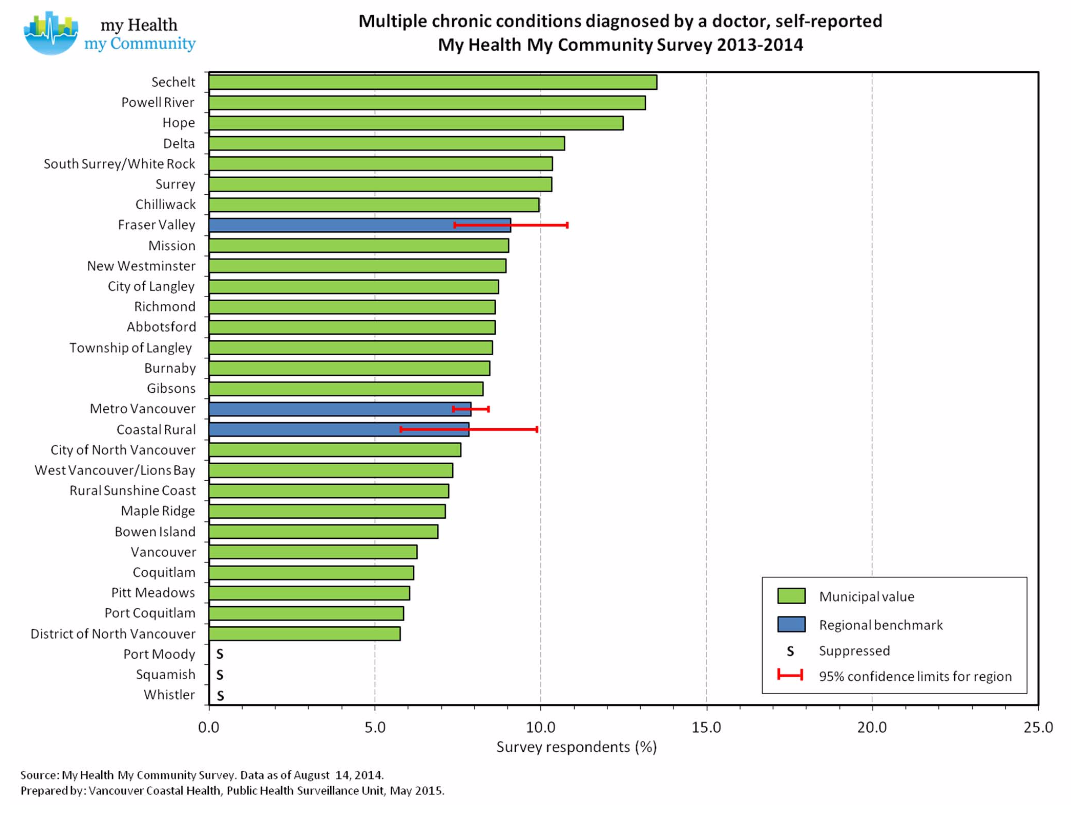 my Health
my Community
Multiple chronic conditions diagnosed by a doctor, self-reported
My Health My Community Survey 2013-2014
Sechelt
Powell River
Hope
Delta
South Surrey/White Rock
Surrey
Chilliwack
Fraser Valley
Mission
New Westminster
City of Langley
Richmond
Abbotsford
Township of Langley
Burnaby
Gibsons
Metro Vancouver
Coastal Rural
City of North Vancouver
West Vancouver/Lions Bay
Rural Sunshine Coast
Maple Ridge
Bowen Island
Vancouver
Coquitlam
Pitt Meadows
Port Coquitlam
District of North Vancouver
Port Moody S
Squamish S
Whistler S
Municipal value
Regional benchmark
S Suppressed
95% confidence limits for region
0.0 5.0 10.0 15.0 20.0 25.0
Survey respondents (%)
Source: My Health My Community Survey. Data as of August 14, 2014.
Prepared by: Vancouver Coastal Health, Public Health Surveillance Unit, May 2015.